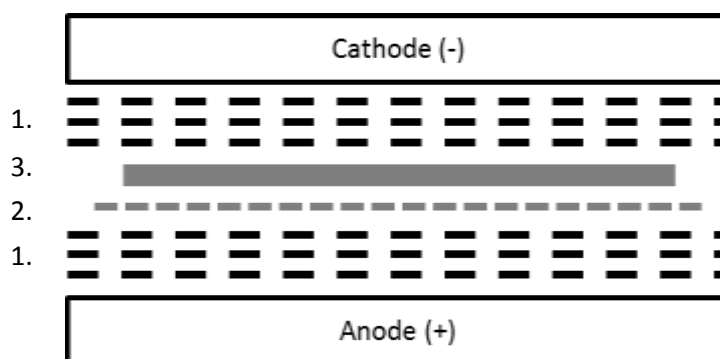 Cathode (-)
1.
3.
2.
1.
Anode (+)